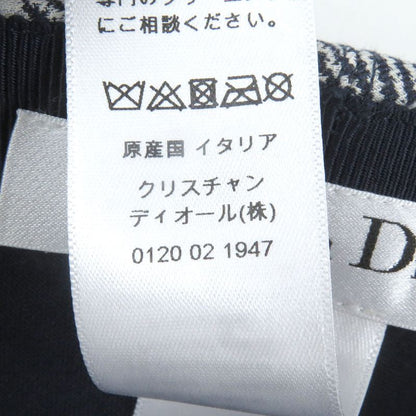 にご相談ください。
原産国 イタリア
クリスチャン
ディオール(株)
0120 02 1947
D